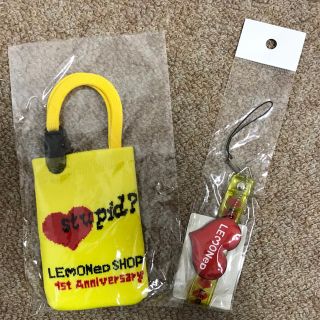 stupid?
LEMONeD SHOP
1st Anniversary
LEMONeD